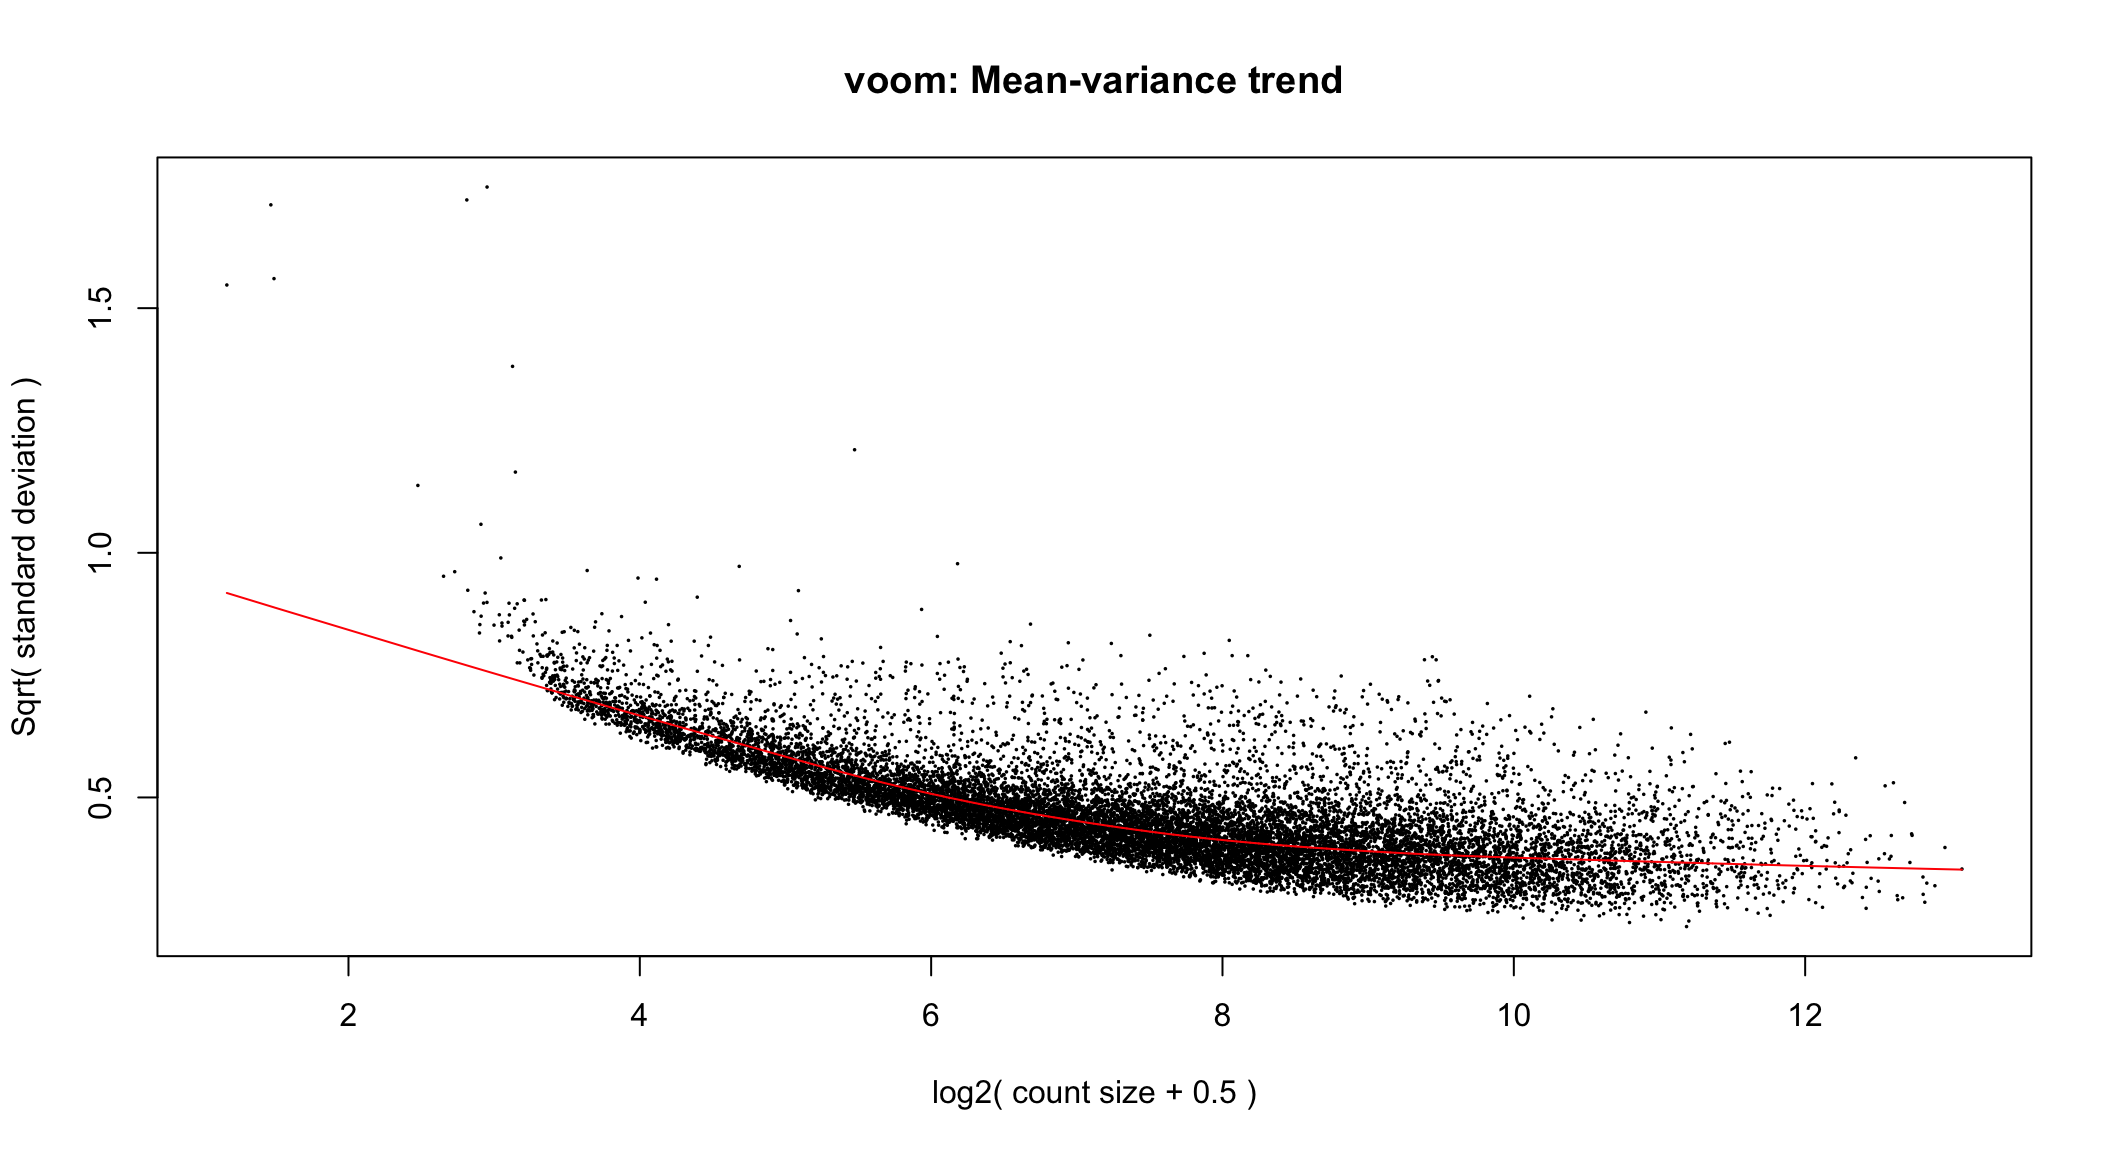 voom: Mean-variance trend
Sqrt( standard deviation )
1.5
1.0
0.5
2 4 6 8 10 12
log2( count size + 0.5 )